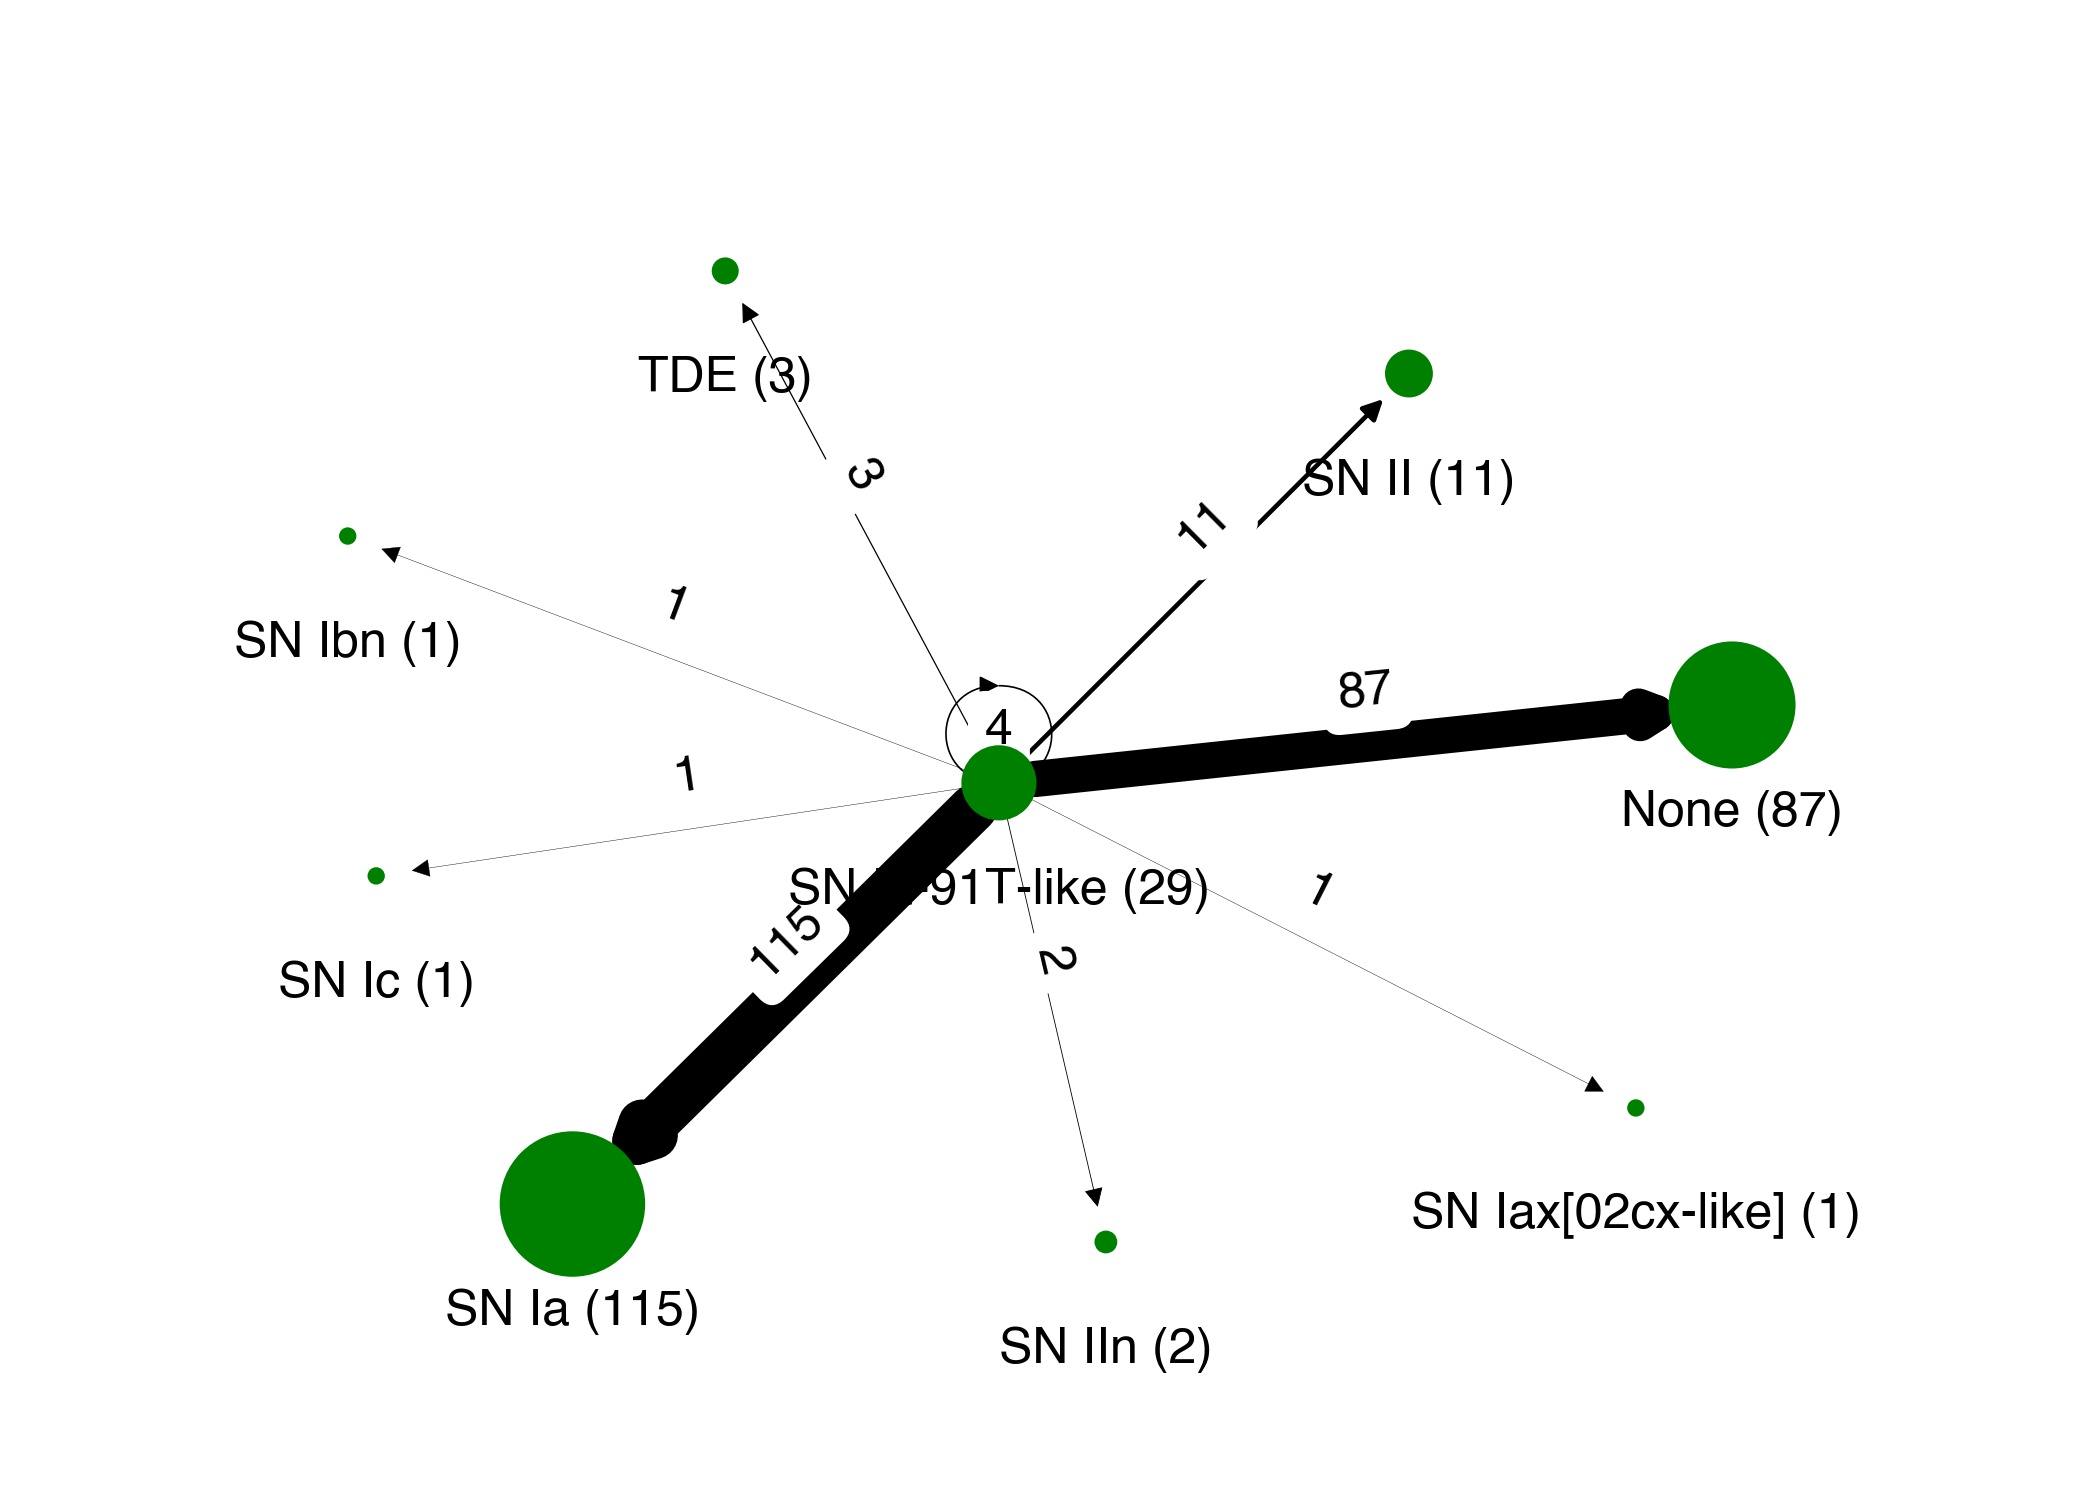 TDE (3)
3
SN II (11)
11
1
SN Ibn (1)
87
4
1
None (87)
SN -91T-like (29)
1
115
2
SN Ic (1)
SN Iax[02cx-like] (1)
SN Ia (115)
SN IIn (2)